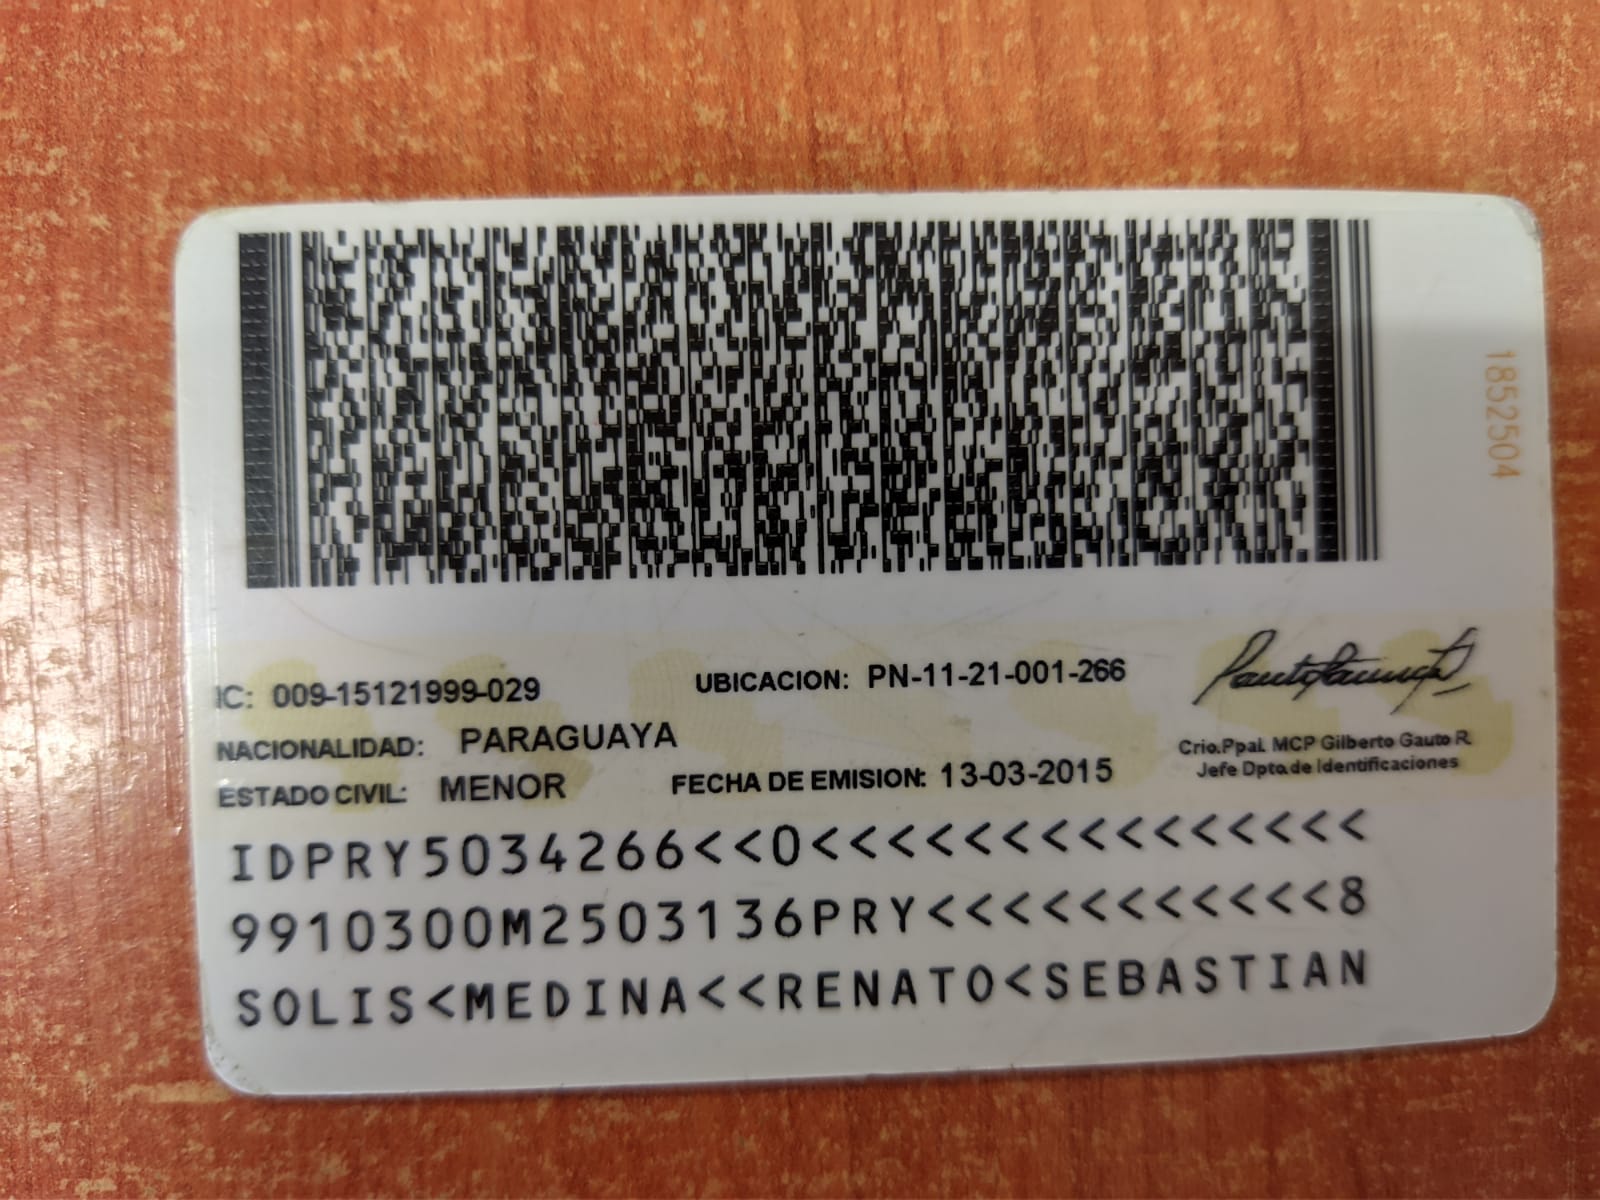 1852504
IC: 009-15121999-029 UBICACION: PN-11-21-001-266
NACIONALIDAD: PARAGUAYA
ESTADO CIVIL: MENOR FECHA DE EMISION: 13-03-2015
Crio.Ppal. MCP Gilberto Gauto R.
Jefe Dpto.de Identificaciones
IDPRY5034266<<0<<<<<<<<<<<<<<<
9910300M2503136PRY<<<<<<<<<<<8
SOLIS<MEDINA<<RENATO<SEBASTIAN